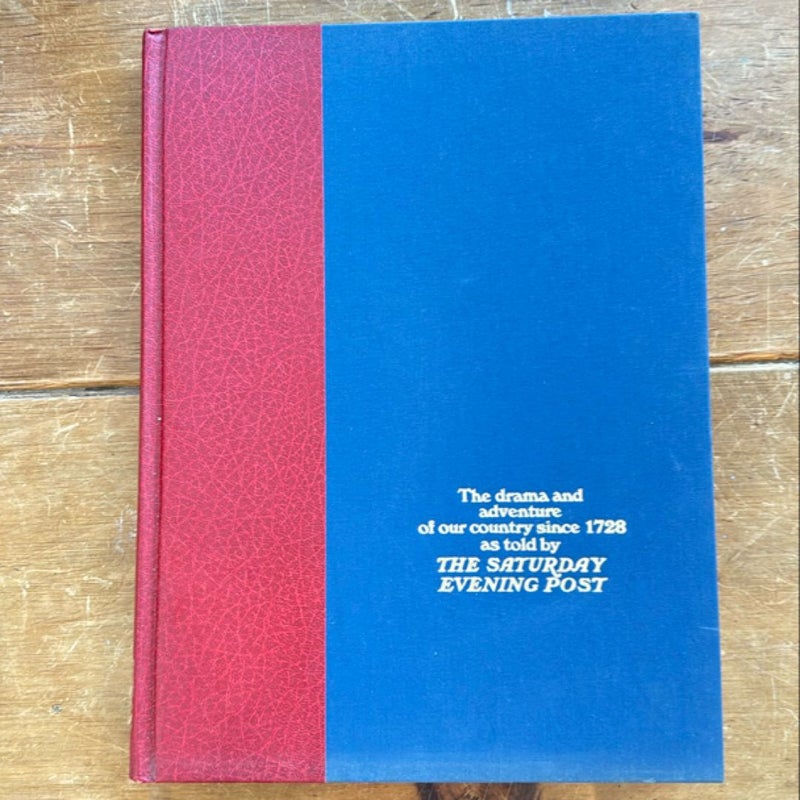 The drama and
adventure
of our country since 1728
as told by
THE SATURDAY
EVENING POST